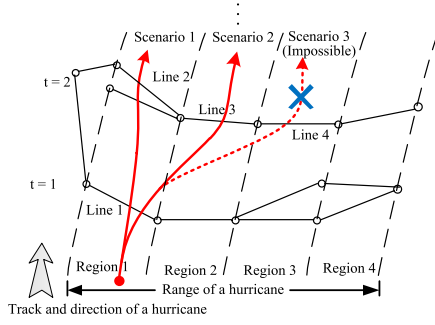 ⋮
Scenario 1
Scenario 2
Scenario 3
(Impossible)
t = 2
Line 2
Line 3
Line 4
t = 1
Line 1
Region 1
Region 2
Region 3
Region 4
Range of a hurricane
Track and direction of a hurricane